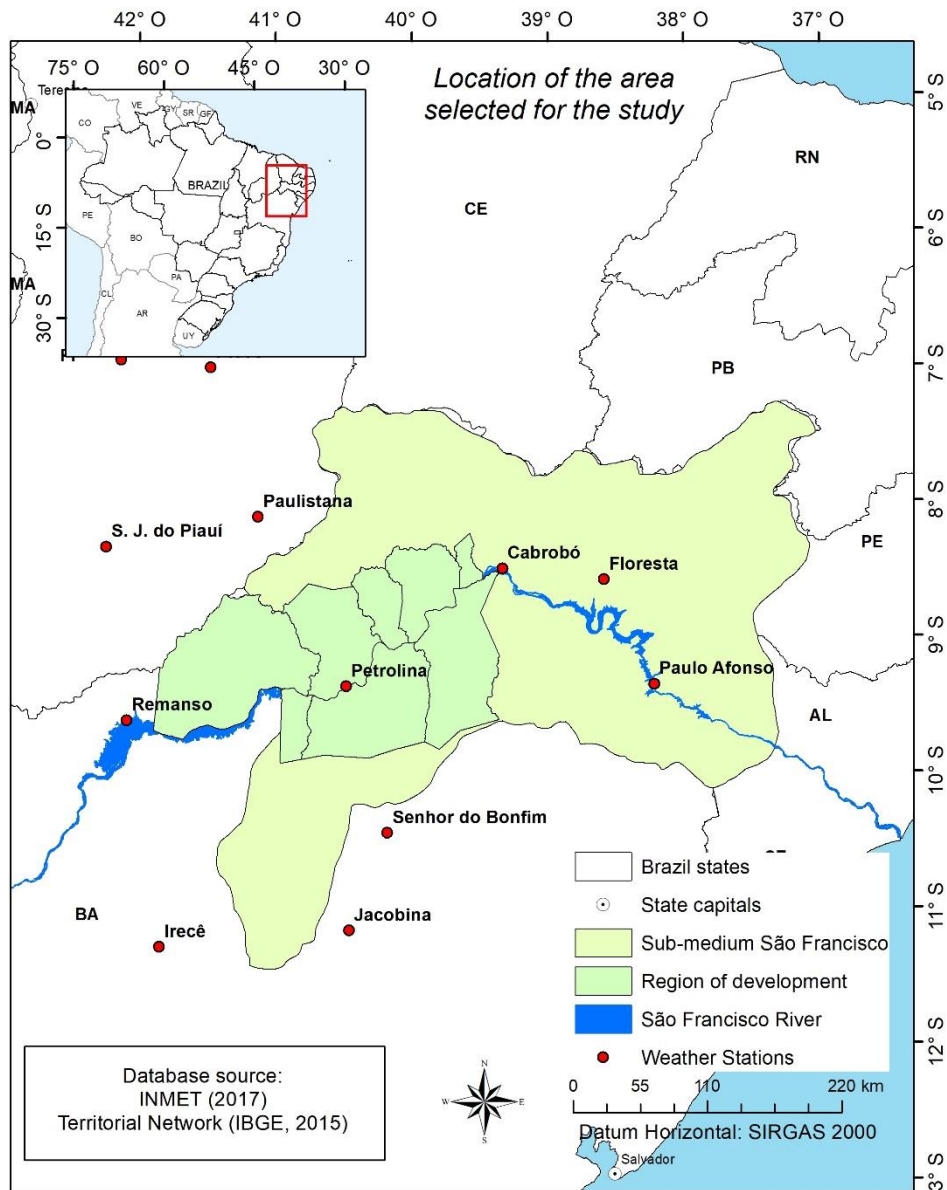 42° O 41° O 40° O 39° O 38° O 37° O
75° O 60° O 45° O 30° O
Location of the area
selected for the study
5° S
6° S
7° S
8° S
9° S
10° S
11° S
12° S
13° S
MA
MA
0°
15° S
30° S
CO
VE
GY
SR
GF
BRAZIL
PE
BO
PA
CL
AR
UY
CE
RN
PB
PE
AL
BA
Paulistana
S. J. do Piauí
Cabrobó
Floresta
Petrolina
Paulo Afonso
Remanso
Senhor do Bonfim
Jacobina
Irecê
Brazil states
State capitals
Sub-medium São Francisco
Region of development
São Francisco River
Weather Stations
0 55 110 220 km
Datum Horizontal: SIRGAS 2000
Salvador
Database source:
INMET (2017)
Territorial Network (IBGE, 2015)
N
W E
S